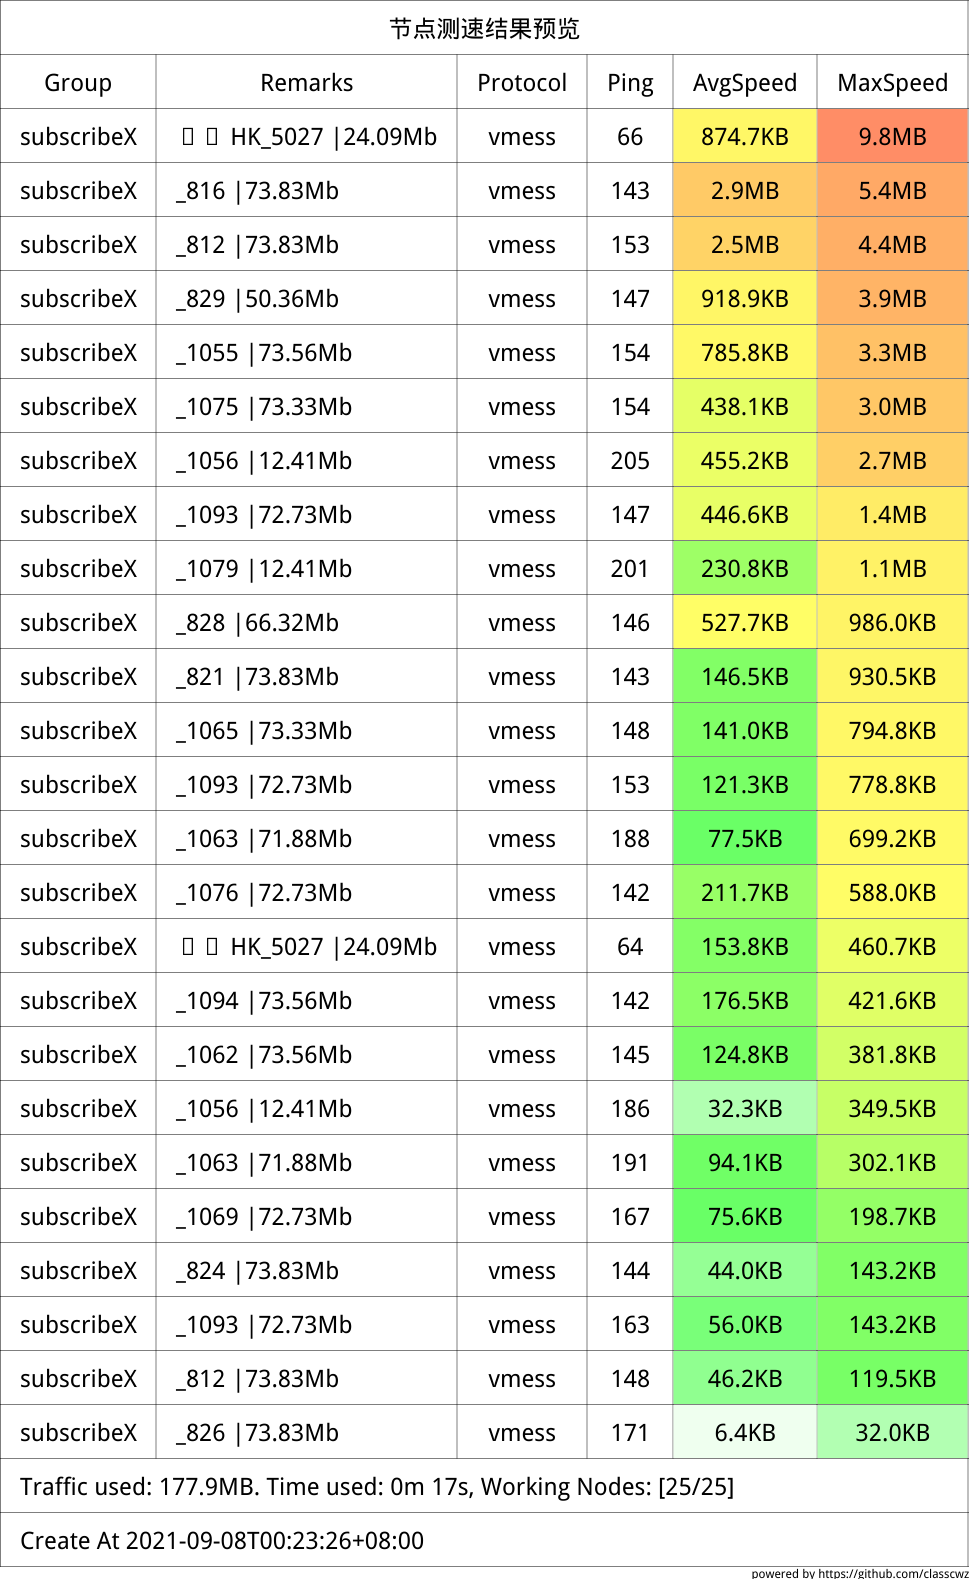 节点测速结果预览
Group Remarks Protocol Ping AvgSpeed MaxSpeed
subscribeX HK_5027 |24.09Mb vmess 66 874.7KB 9.8MB
subscribeX _816 |73.83Mb vmess 143 2.9MB 5.4MB
subscribeX _812 |73.83Mb vmess 153 2.5MB 4.4MB
subscribeX _829 |50.36Mb vmess 147 918.9KB 3.9MB
subscribeX _1055 |73.56Mb vmess 154 785.8KB 3.3MB
subscribeX _1075 |73.33Mb vmess 154 438.1KB 3.0MB
subscribeX _1056 |12.41Mb vmess 205 455.2KB 2.7MB
subscribeX _1093 |72.73Mb vmess 147 446.6KB 1.4MB
subscribeX _1079 |12.41Mb vmess 201 230.8KB 1.1MB
subscribeX _828 |66.32Mb vmess 146 527.7KB 986.0KB
subscribeX _821 |73.83Mb vmess 143 146.5KB 930.5KB
subscribeX _1065 |73.33Mb vmess 148 141.0KB 794.8KB
subscribeX _1093 |72.73Mb vmess 153 121.3KB 778.8KB
subscribeX _1063 |71.88Mb vmess 188 77.5KB 699.2KB
subscribeX _1076 |72.73Mb vmess 142 211.7KB 588.0KB
subscribeX HK_5027 |24.09Mb vmess 64 153.8KB 460.7KB
subscribeX _1094 |73.56Mb vmess 142 176.5KB 421.6KB
subscribeX _1062 |73.56Mb vmess 145 124.8KB 381.8KB
subscribeX _1056 |12.41Mb vmess 186 32.3KB 349.5KB
subscribeX _1063 |71.88Mb vmess 191 94.1KB 302.1KB
subscribeX _1069 |72.73Mb vmess 167 75.6KB 198.7KB
subscribeX _824 |73.83Mb vmess 144 44.0KB 143.2KB
subscribeX _1093 |72.73Mb vmess 163 56.0KB 143.2KB
subscribeX _812 |73.83Mb vmess 148 46.2KB 119.5KB
subscribeX _826 |73.83Mb vmess 171 6.4KB 32.0KB
Traffic used: 177.9MB. Time used: 0m 17s, Working Nodes: [25/25]
Create At 2021-09-08T00:23:26+08:00
powered by https://github.com/classcwz